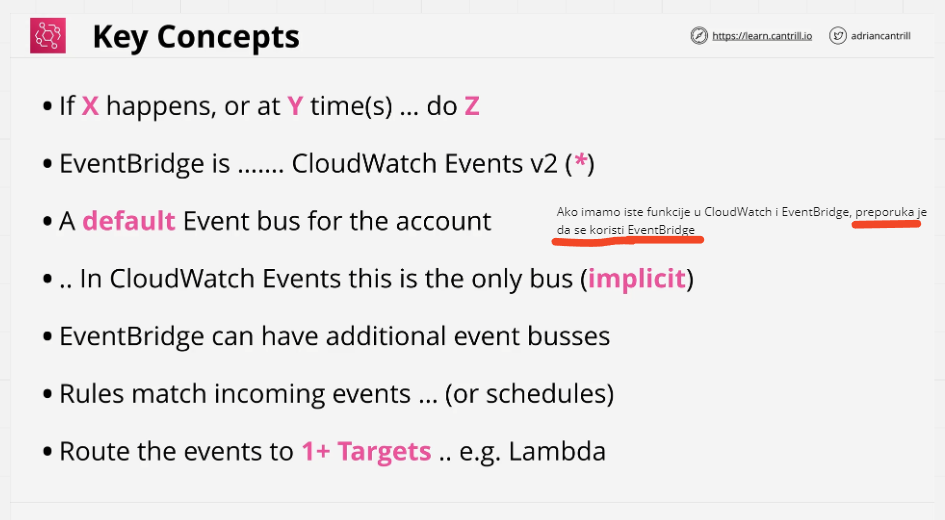 Key Concepts
https://learn.cantrill.io
adriancantrill
• If X happens, or at Y time(s) ... do Z
• EventBridge is ....... CloudWatch Events v2 (*)
• A default Event bus for the account
Ako imamo iste funkcije u CloudWatch i EventBridge, preporuka je
da se koristi EventBridge
• .. In CloudWatch Events this is the only bus (implicit)
• EventBridge can have additional event busses
• Rules match incoming events ... (or schedules)
• Route the events to 1+ Targets .. e.g. Lambda